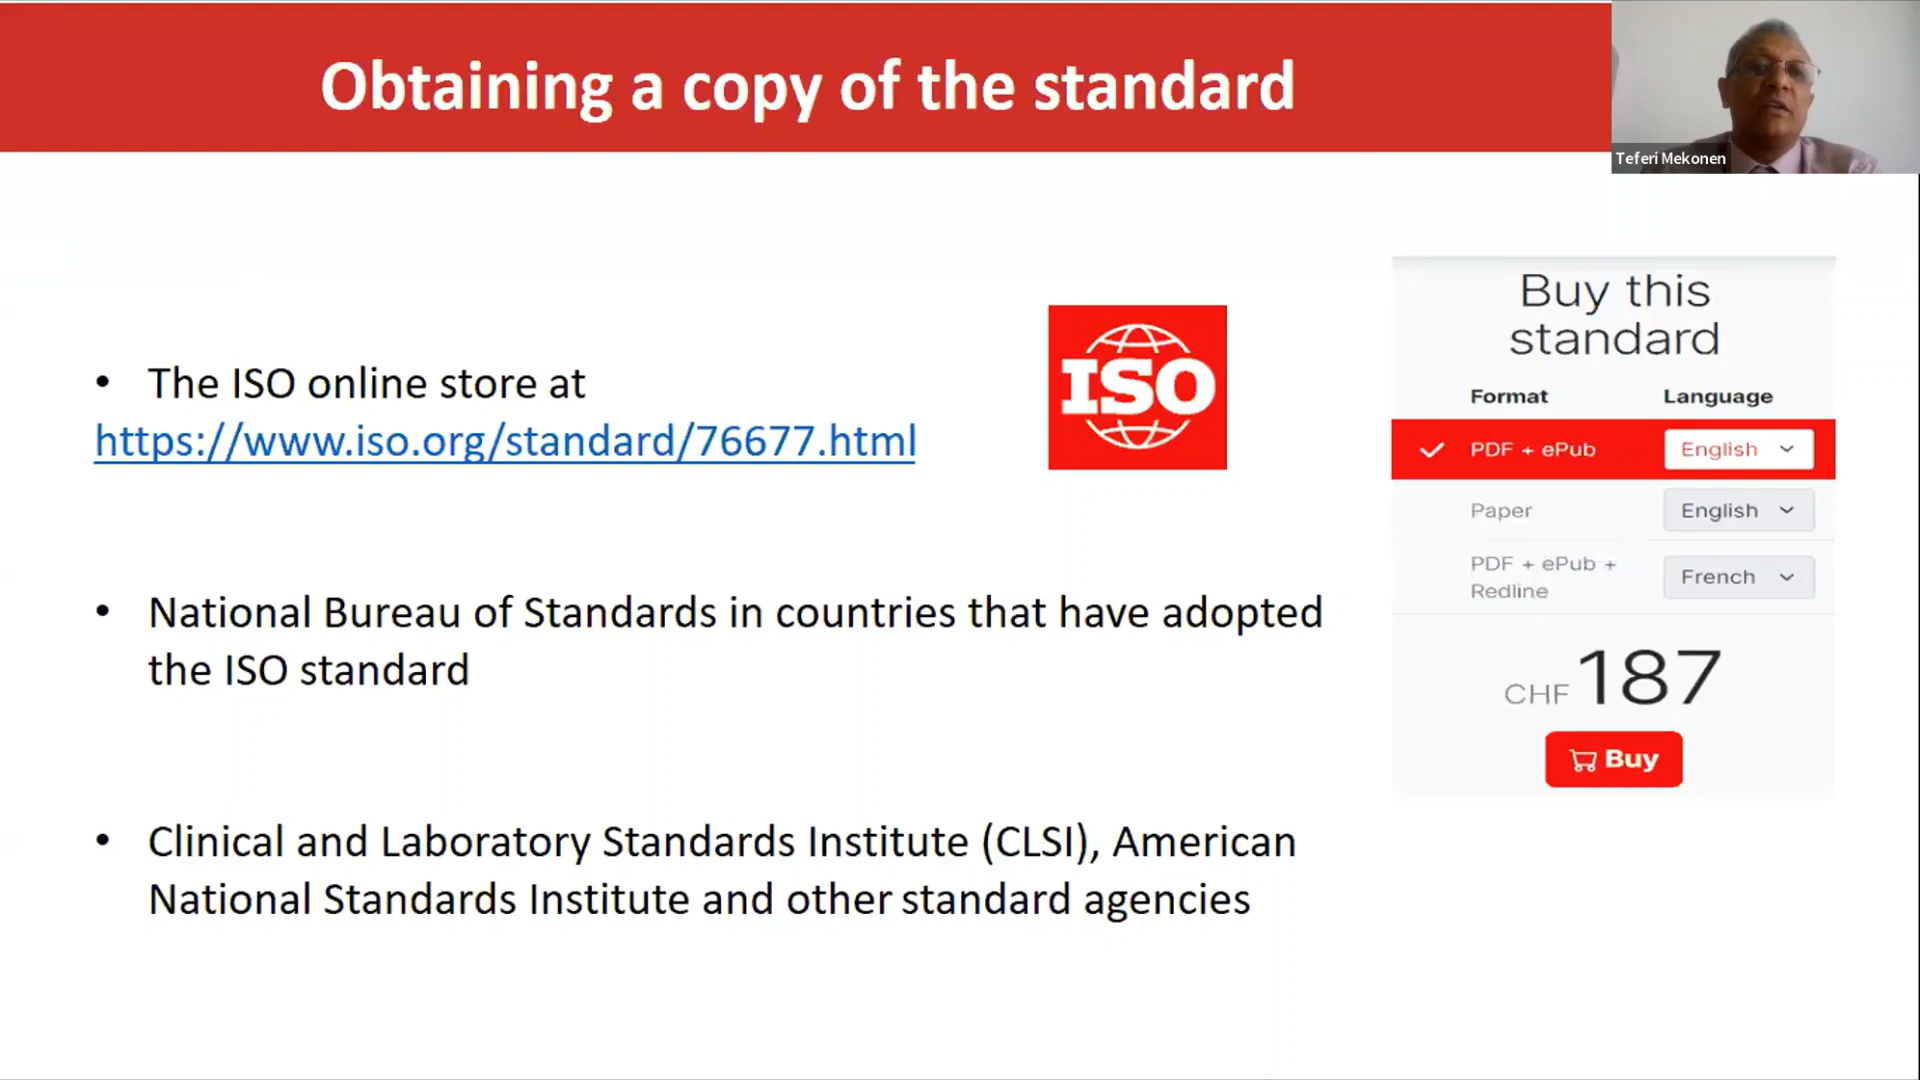 Obtaining a copy of the standard
Teferi Mekonen
• The ISO online store at
https://www.iso.org/standard/76677.html
ISO
• National Bureau of Standards in countries that have adopted
the ISO standard
• Clinical and Laboratory Standards Institute (CLSI), American
National Standards Institute and other standard agencies
Buy this
standard
Format Language
PDF + ePub English
Paper English
PDF + ePub +
Redline French
CHF 187
Buy